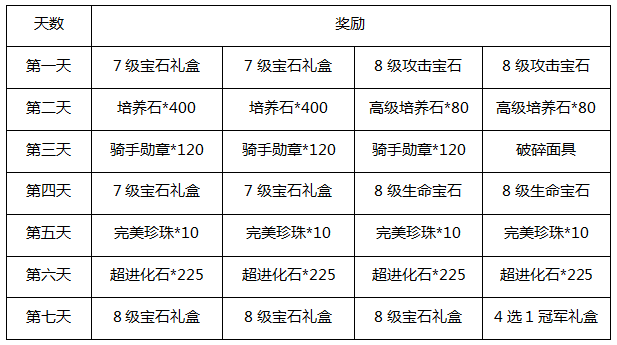 天数 奖励
第一天 7级宝石礼盒 7级宝石礼盒 8级攻击宝石 8级攻击宝石
第二天 培养石*400 培养石*400 高级培养石*80 高级培养石*80
第三天 骑手勋章*120 骑手勋章*120 骑手勋章*120 破碎面具
第四天 7级宝石礼盒 7级宝石礼盒 8级生命宝石 8级生命宝石
第五天 完美珍珠*10 完美珍珠*10 完美珍珠*10 完美珍珠*10
第六天 超进化石*225 超进化石*225 超进化石*225 超进化石*225
第七天 8级宝石礼盒 8级宝石礼盒 8级宝石礼盒 4选1冠军礼盒